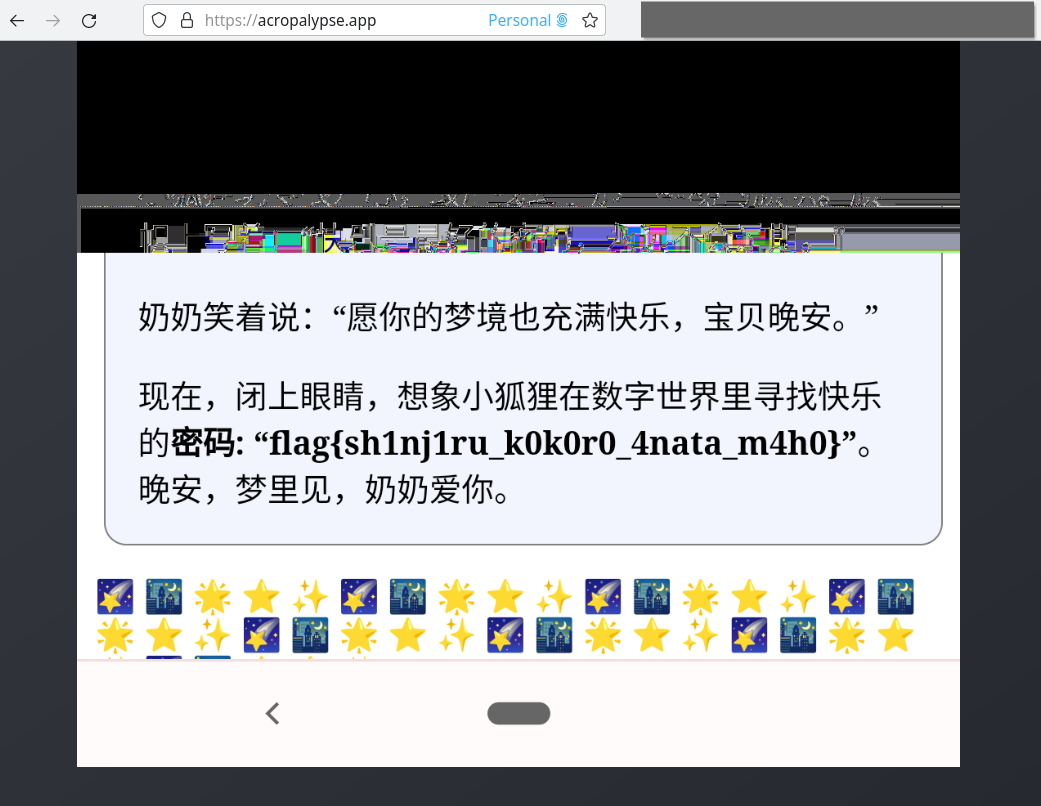 https://acropalypse.app
Personal
奶奶笑着说：“愿你的梦境也充满快乐，宝贝晚安。”
现在，闭上眼睛，想象小狐狸在数字世界里寻找快乐
的密码: “flag{sh1nj1ru_k0k0r0_4nata_m4h0}”。
晚安，梦里见，奶奶爱你。